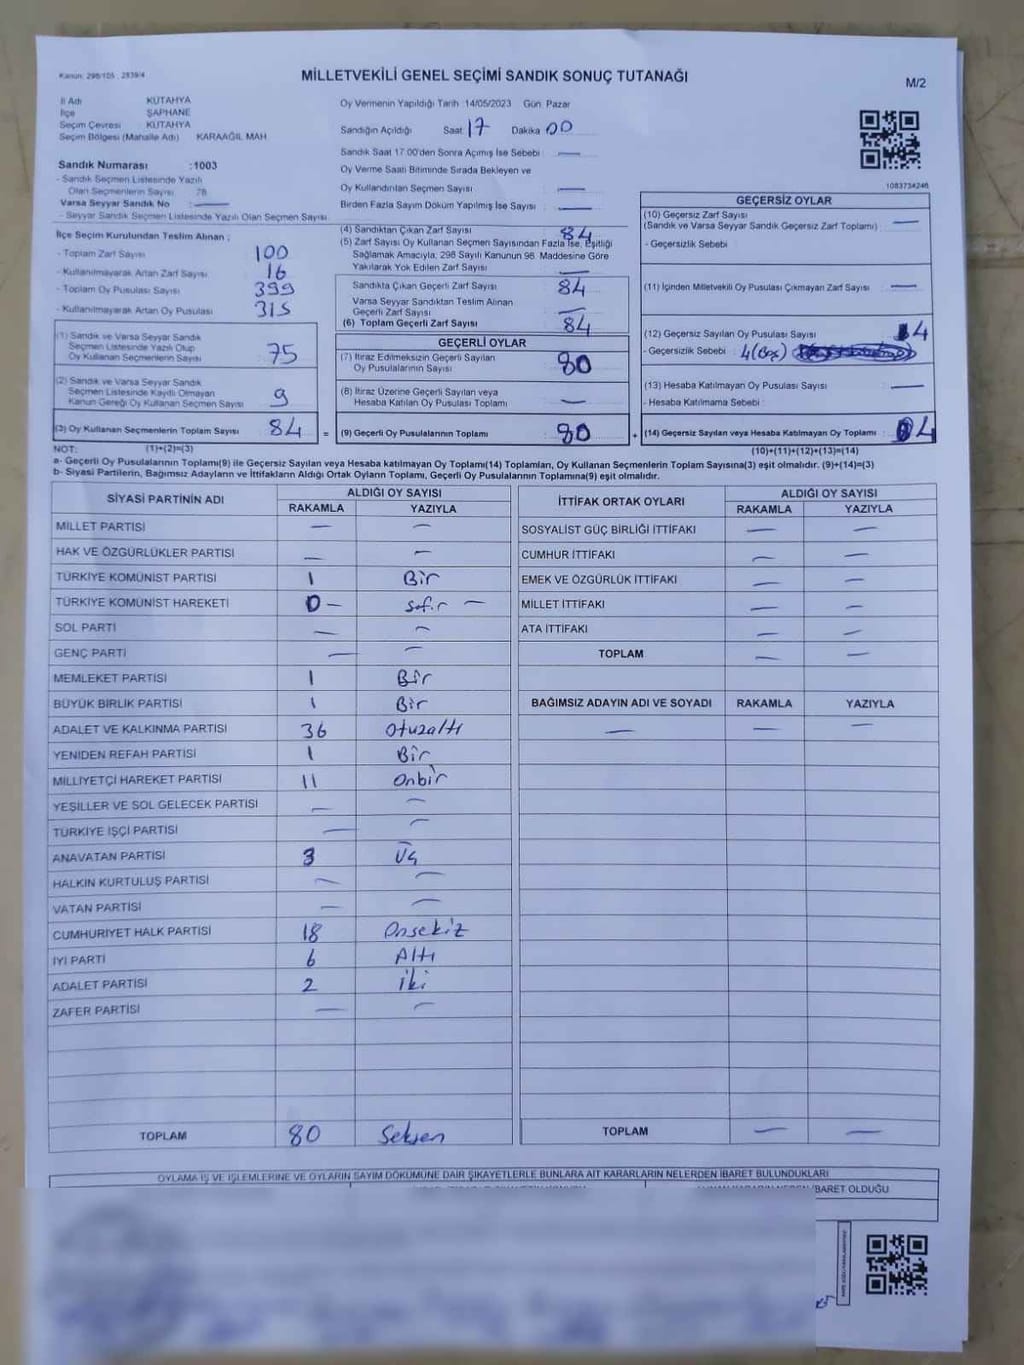 Kanun: 298/105 , 2839/4
MİLLETVEKİLİ GENEL SEÇİMİ SANDIK SONUÇ TUTANAĞI
M/2
İl Adı KÜTAHYA
İlçe ŞAPHANE
Seçim Çevresi KÜTAHYA
Seçim Bölgesi (Mahalle Adı) KARAAĞIL MAH
Oy Vermenin Yapıldığı Tarih 14/05/2023 Gün Pazar
Sandığın Açıldığı Saat 17 Dakika 00
Sandık Saat 17:00'den Sonra Açımış İse Sebebi : —
Oy Verme Saati Bitiminde Sırada Bekleyen ve
Oy Kullandırılan Seçmen Sayısı : —
Birden Fazla Sayım Döküm Yapılmış İse Sayısı : —
1083734246
Sandık Numarası :1003
- Sandık Seçmen Listesinde Yazılı
Olan Seçmenlerin Sayısı 78
Varsa Seyyar Sandık No : —
- Seyyar Sandık Seçmen Listesinde Yazılı Olan Seçmen Sayısı
İlçe Seçim Kurulundan Teslim Alınan :
- Toplam Zarf Sayısı 100
- Kullanılmayarak Artan Zarf Sayısı 16
- Toplam Oy Pusulası Sayısı 399
- Kullanılmayarak Artan Oy Pusulası 315
(1) Sandık ve Varsa Seyyar Sandık
Seçmen Listesinde Yazılı Olup
Oy Kullanan Seçmenlerin Sayısı 75
(2) Sandık ve Varsa Seyyar Sandık
Seçmen Listesinde Kayıtlı Olmayan
Kanun Gereği Oy Kullanan Seçmen Sayısı 9
(3) Oy Kullanan Seçmenlerin Toplam Sayısı 84 =
NOT: (1)+(2)=(3)
(4) Sandıktan Çıkan Zarf Sayısı 84
(5) Zarf Sayısı Oy Kullanan Seçmen Sayısından Fazla İse, Eşitliği
Sağlamak Amacıyla, 298 Sayılı Kanunun 98. Maddesine Göre
Yakılarak Yok Edilen Zarf Sayısı —
Sandıkta Çıkan Geçerli Zarf Sayısı 84
Varsa Seyyar Sandıktan Teslim Alınan
Geçerli Zarf Sayısı —
(6) Toplam Geçerli Zarf Sayısı 84
GEÇERLİ OYLAR
(7) İtiraz Edilmeksizin Geçerli Sayılan
Oy Pusulalarının Sayısı : 80
(8) İtiraz Üzerine Geçerli Sayılan veya
Hesaba Katılan Oy Pusulası Toplamı : —
(9) Geçerli Oy Pusulalarının Toplamı : 80 +
GEÇERSİZ OYLAR
(10) Geçersiz Zarf Sayısı
(Sandık ve Varsa Seyyar Sandık Geçersiz Zarf Toplamı) —
- Geçersizlik Sebebi :
(11) İçinden Milletvekili Oy Pusulası Çıkmayan Zarf Sayısı —
(12) Geçersiz Sayılan Oy Pusulası Sayısı 4
- Geçersizlik Sebebi : 4 (Boş)
(13) Hesaba Katılmayan Oy Pusulası Sayısı —
- Hesaba Katılmama Sebebi :
(14) Geçersiz Sayılan veya Hesaba Katılmayan Oy Toplamı : 4
(10)+(11)+(12)+(13)=(14)
a- Geçerli Oy Pusulalarının Toplamı(9) ile Geçersiz Sayılan veya Hesaba katılmayan Oy Toplamı(14) Toplamları, Oy Kullanan Seçmenlerin Toplam Sayısına(3) eşit olmalıdır. (9)+(14)=(3)
b- Siyasi Partilerin, Bağımsız Adayların ve İttifakların Aldığı Ortak Oyların Toplamı, Geçerli Oy Pusulalarının Toplamına(9) eşit olmalıdır.
SİYASİ PARTİNİN ADI ALDIĞI OY SAYISI
RAKAMLA YAZIYLA
MİLLET PARTİSİ — —
HAK VE ÖZGÜRLÜKLER PARTİSİ — —
TÜRKİYE KOMÜNİST PARTİSİ 1 Bir
TÜRKİYE KOMÜNİST HAREKETİ 0 — Sıfır —
SOL PARTİ — —
GENÇ PARTİ — —
MEMLEKET PARTİSİ 1 Bir
BÜYÜK BİRLİK PARTİSİ 1 Bir
ADALET VE KALKINMA PARTİSİ 36 Otuzaltı
YENİDEN REFAH PARTİSİ 1 Bir
MİLLİYETÇİ HAREKET PARTİSİ 11 Onbir
YEŞİLLER VE SOL GELECEK PARTİSİ — —
TÜRKİYE İŞÇİ PARTİSİ — —
ANAVATAN PARTİSİ 3 Üç
HALKIN KURTULUŞ PARTİSİ — —
VATAN PARTİSİ — —
CUMHURİYET HALK PARTİSİ 18 Onsekiz
İYİ PARTİ 6 Altı
ADALET PARTİSİ 2 İki
ZAFER PARTİSİ — —
TOPLAM 80 Seksen
İTTİFAK ORTAK OYLARI ALDIĞI OY SAYISI
RAKAMLA YAZIYLA
SOSYALİST GÜÇ BİRLİĞİ İTTİFAKI — —
CUMHUR İTTİFAKI — —
EMEK VE ÖZGÜRLÜK İTTİFAKI — —
MİLLET İTTİFAKI — —
ATA İTTİFAKI — —
TOPLAM — —
BAĞIMSIZ ADAYIN ADI VE SOYADI RAKAMLA YAZIYLA
— — —
TOPLAM — —
OYLAMA İŞ VE İŞLEMLERİNE VE OYLARIN SAYIM DÖKÜMÜNE DAİR ŞİKAYETLERLE BUNLARA AİT KARARLARIN NELERDEN İBARET BULUNDUKLARI
İBARET OLDUĞU